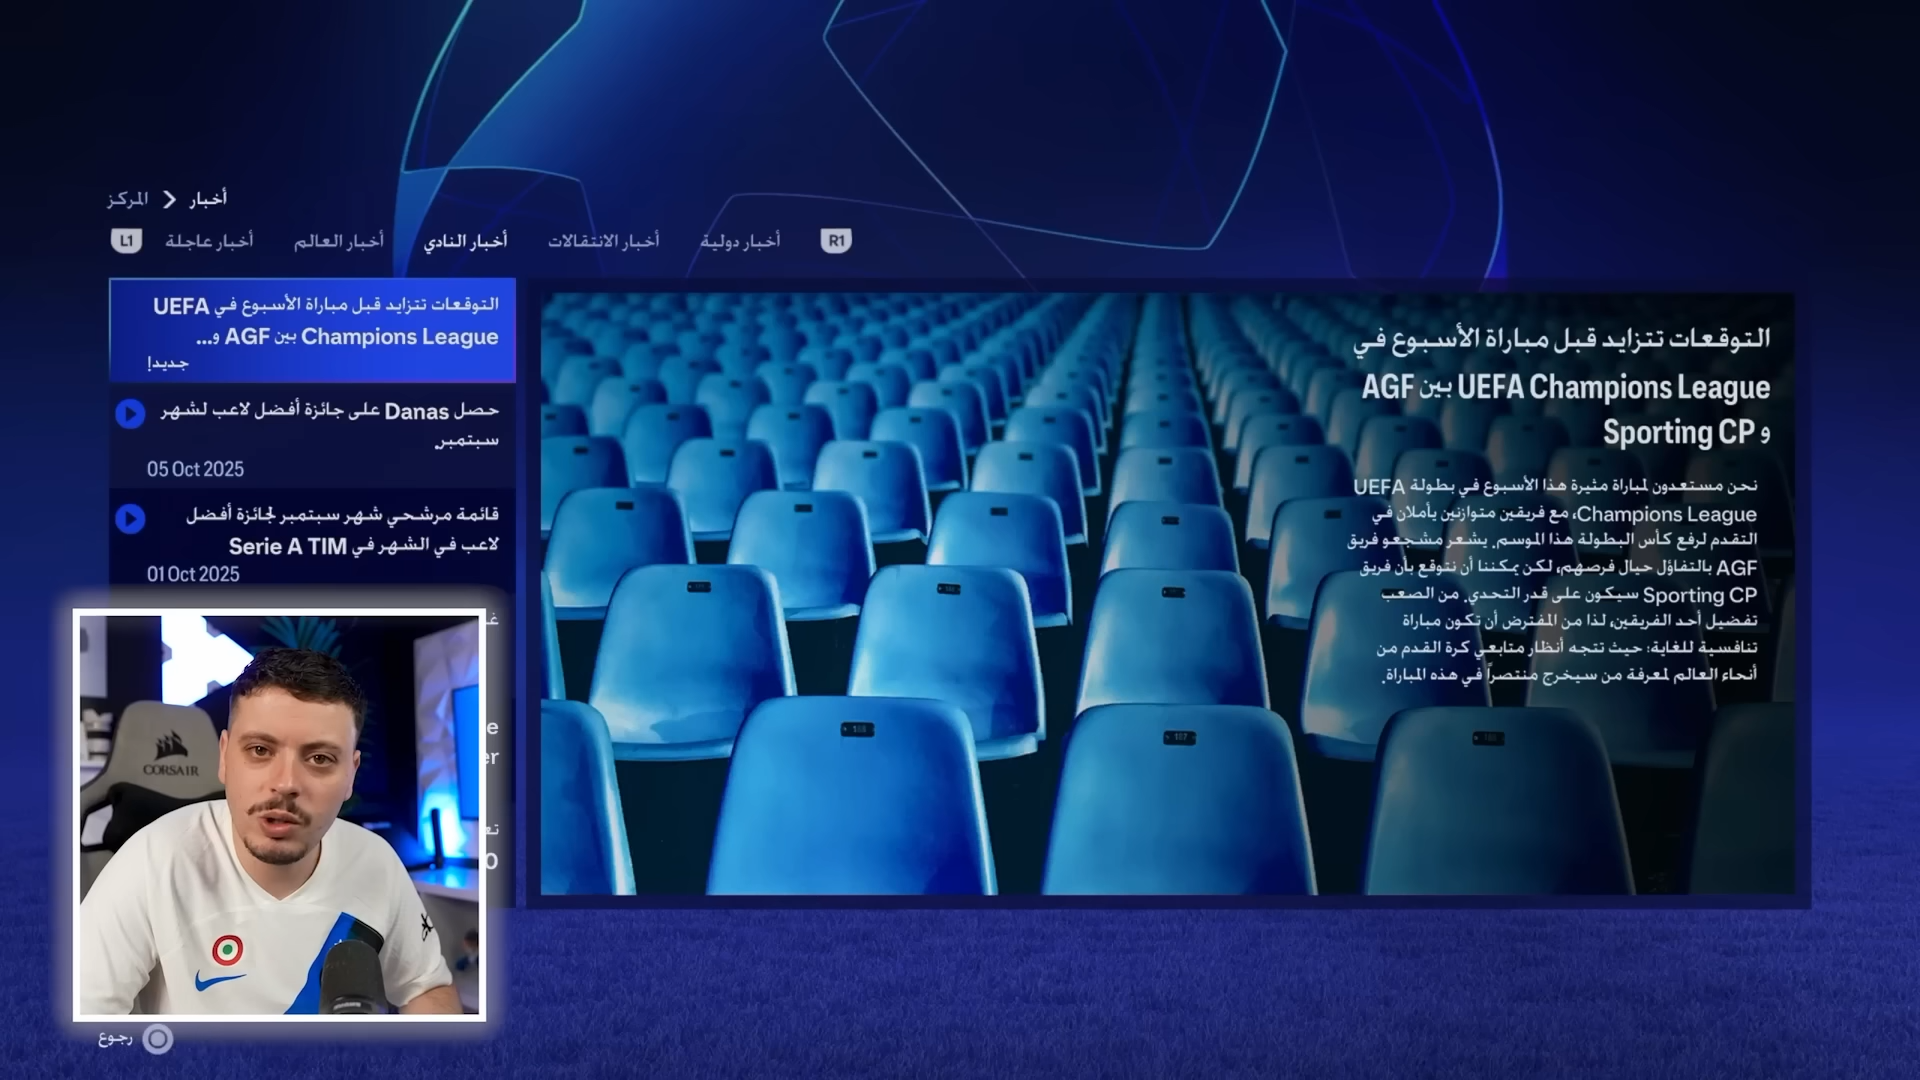 المركز > أخبار
L1 أخبار عاجلة أخبار العالم أخبار النادي أخبار الانتقالات أخبار دولية R1
التوقعات تتزايد قبل مباراة الأسبوع في UEFA
Champions League بين AGF و...
جديد!
حصل Danas على جائزة أفضل لاعب لشهر
سبتمبر.
05 Oct 2025
قائمة مرشحي شهر سبتمبر لجائزة أفضل
لاعب في الشهر في Serie A TIM
01 Oct 2025
التوقعات تتزايد قبل مباراة الأسبوع في
UEFA Champions League بين AGF
و Sporting CP
نحن مستعدون لمباراة مثيرة هذا الأسبوع في بطولة UEFA
Champions League، مع فريقين متوازنين يأملان في
التقدم لرفع كأس البطولة هذا الموسم. يشعر مشجعو فريق
AGF بالتفاؤل حيال فرصهم، لكن يمكننا أن نتوقع بأن فريق
Sporting CP سيكون على قدر التحدي. من الصعب
تفضيل أحد الفريقين، لذا من المفترض أن تكون مباراة
تنافسية للغاية: حيث تتجه أنظار متابعي كرة القدم من
أنحاء العالم لمعرفة من سيخرج منتصراً في هذه المباراة.
CORSAIR
187
رجوع